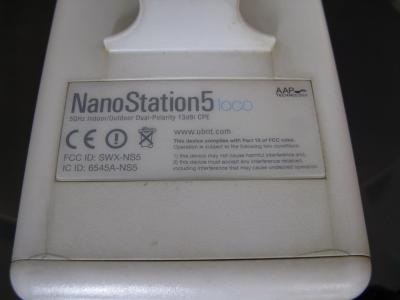 AAP
TECHNOLOGY
NanoStation5 loco
5GHz Indoor/Outdoor Dual-Polarity 13dBi CPE
www.ubnt.com
This device complies with Part 15 of FCC rules.
Operation is subject to the following two conditions:
1) this device may not cause harmful interference and,
2) this device must accept any interference received,
including interference that may cause undesired operation
FCC ID: SWX-NS5
IC ID: 6545A-NS5